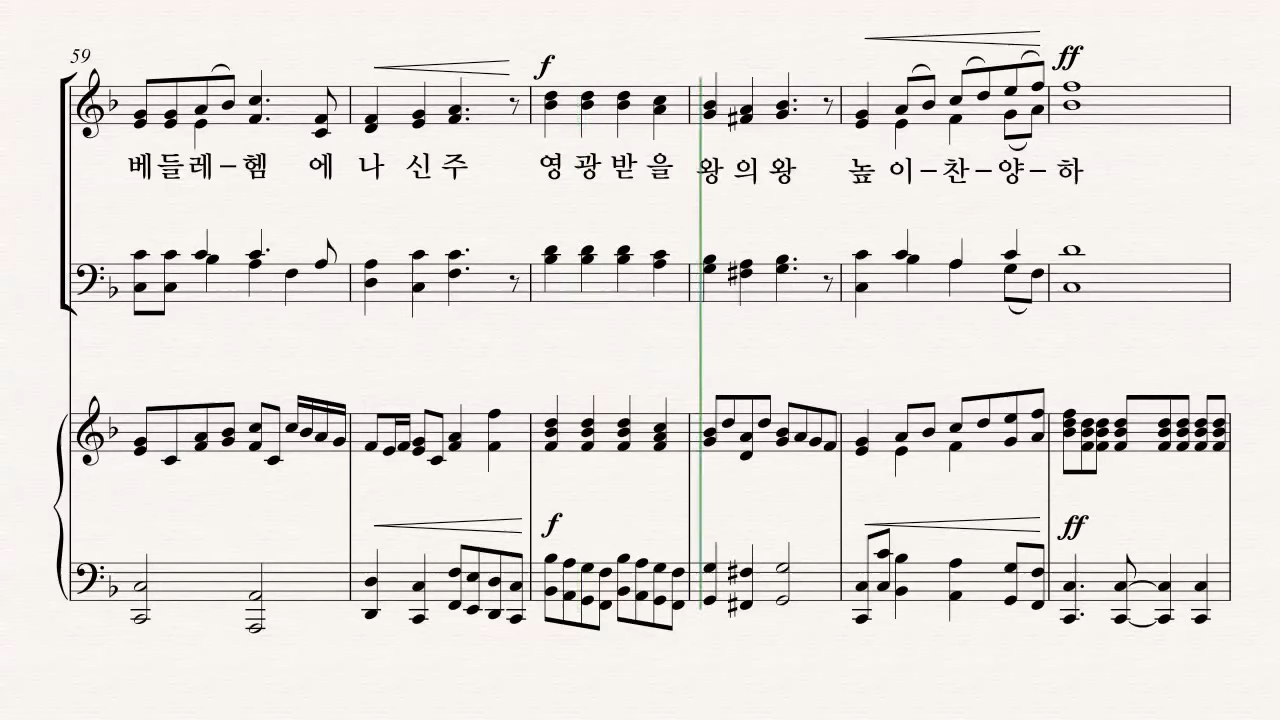 59
f
ff
베들레–헴 에 나 신 주 영 광 받 을 왕 의 왕 높 이–찬–양–하
f
ff